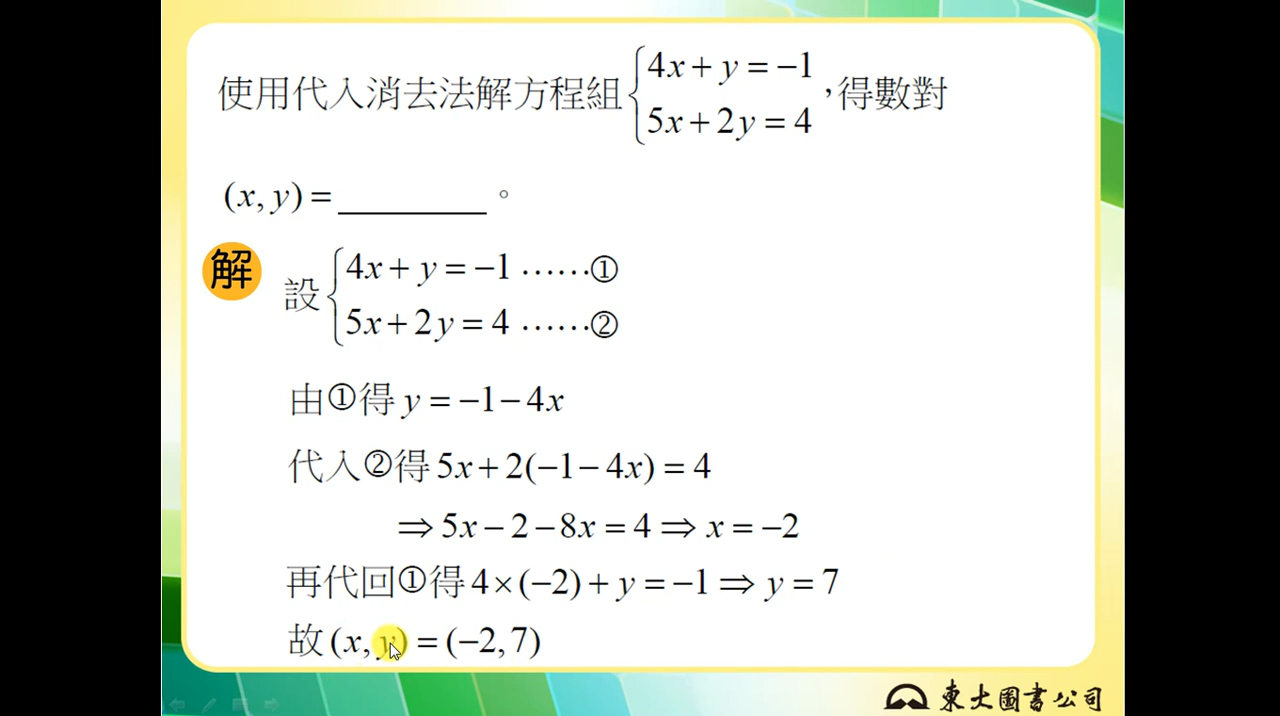 使用代入消去法解方程組{4x+y=-1，得數對
5x+2y=4
(x,y)=________。
解
設{4x+y=-1……①
5x+2y=4……②
由①得y=-1-4x
代入②得5x+2(-1-4x)=4
⇒5x-2-8x=4⇒x=-2
再代回①得4×(-2)+y=-1⇒y=7
故(x,y)=(-2,7)
東大圖書公司